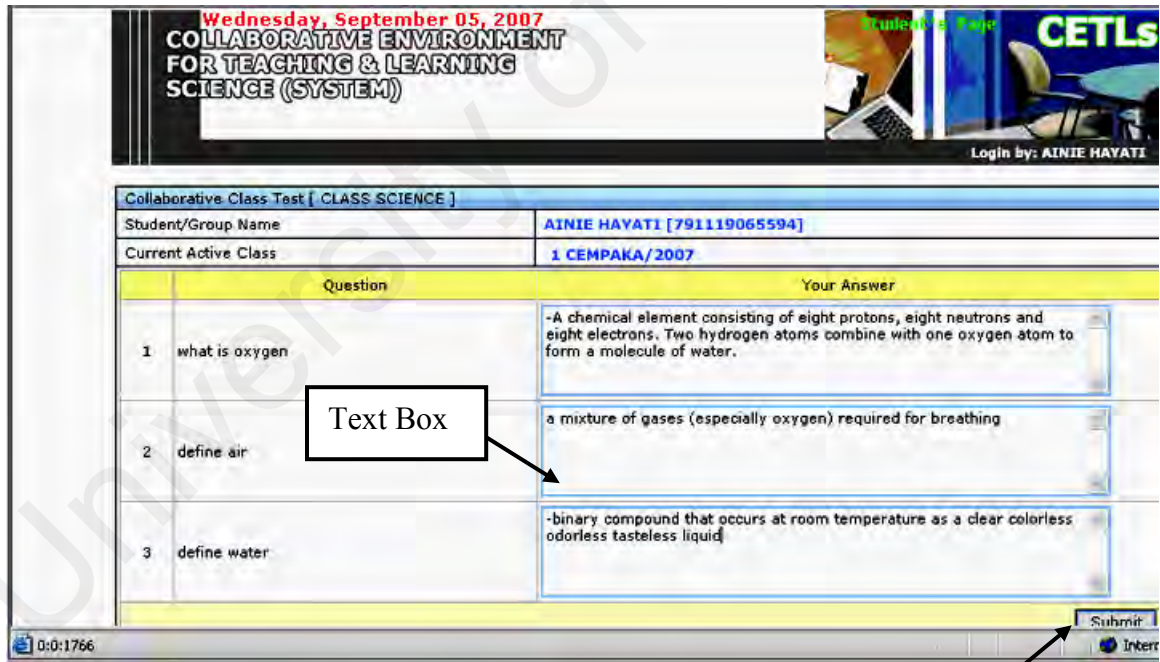 Wednesday, September 05, 2007
COLLABORATIVE ENVIRONMENT
FOR TEACHING & LEARNING
SCIENCE (SYSTEM)
Student's Page
CETLs
Login by: AINIE HAYATI
Collaborative Class Test [ CLASS SCIENCE ]
Student/Group Name AINIE HAYATI [791119065594]
Current Active Class 1 CEMPAKA/2007
Question Your Answer
1 what is oxygen
-A chemical element consisting of eight protons, eight neutrons and
eight electrons. Two hydrogen atoms combine with one oxygen atom to
form a molecule of water.
Text Box
2 define air
a mixture of gases (especially oxygen) required for breathing
3 define water
-binary compound that occurs at room temperature as a clear colorless
odorless tasteless liquid
Submit
0:0:1766
Intern
University of